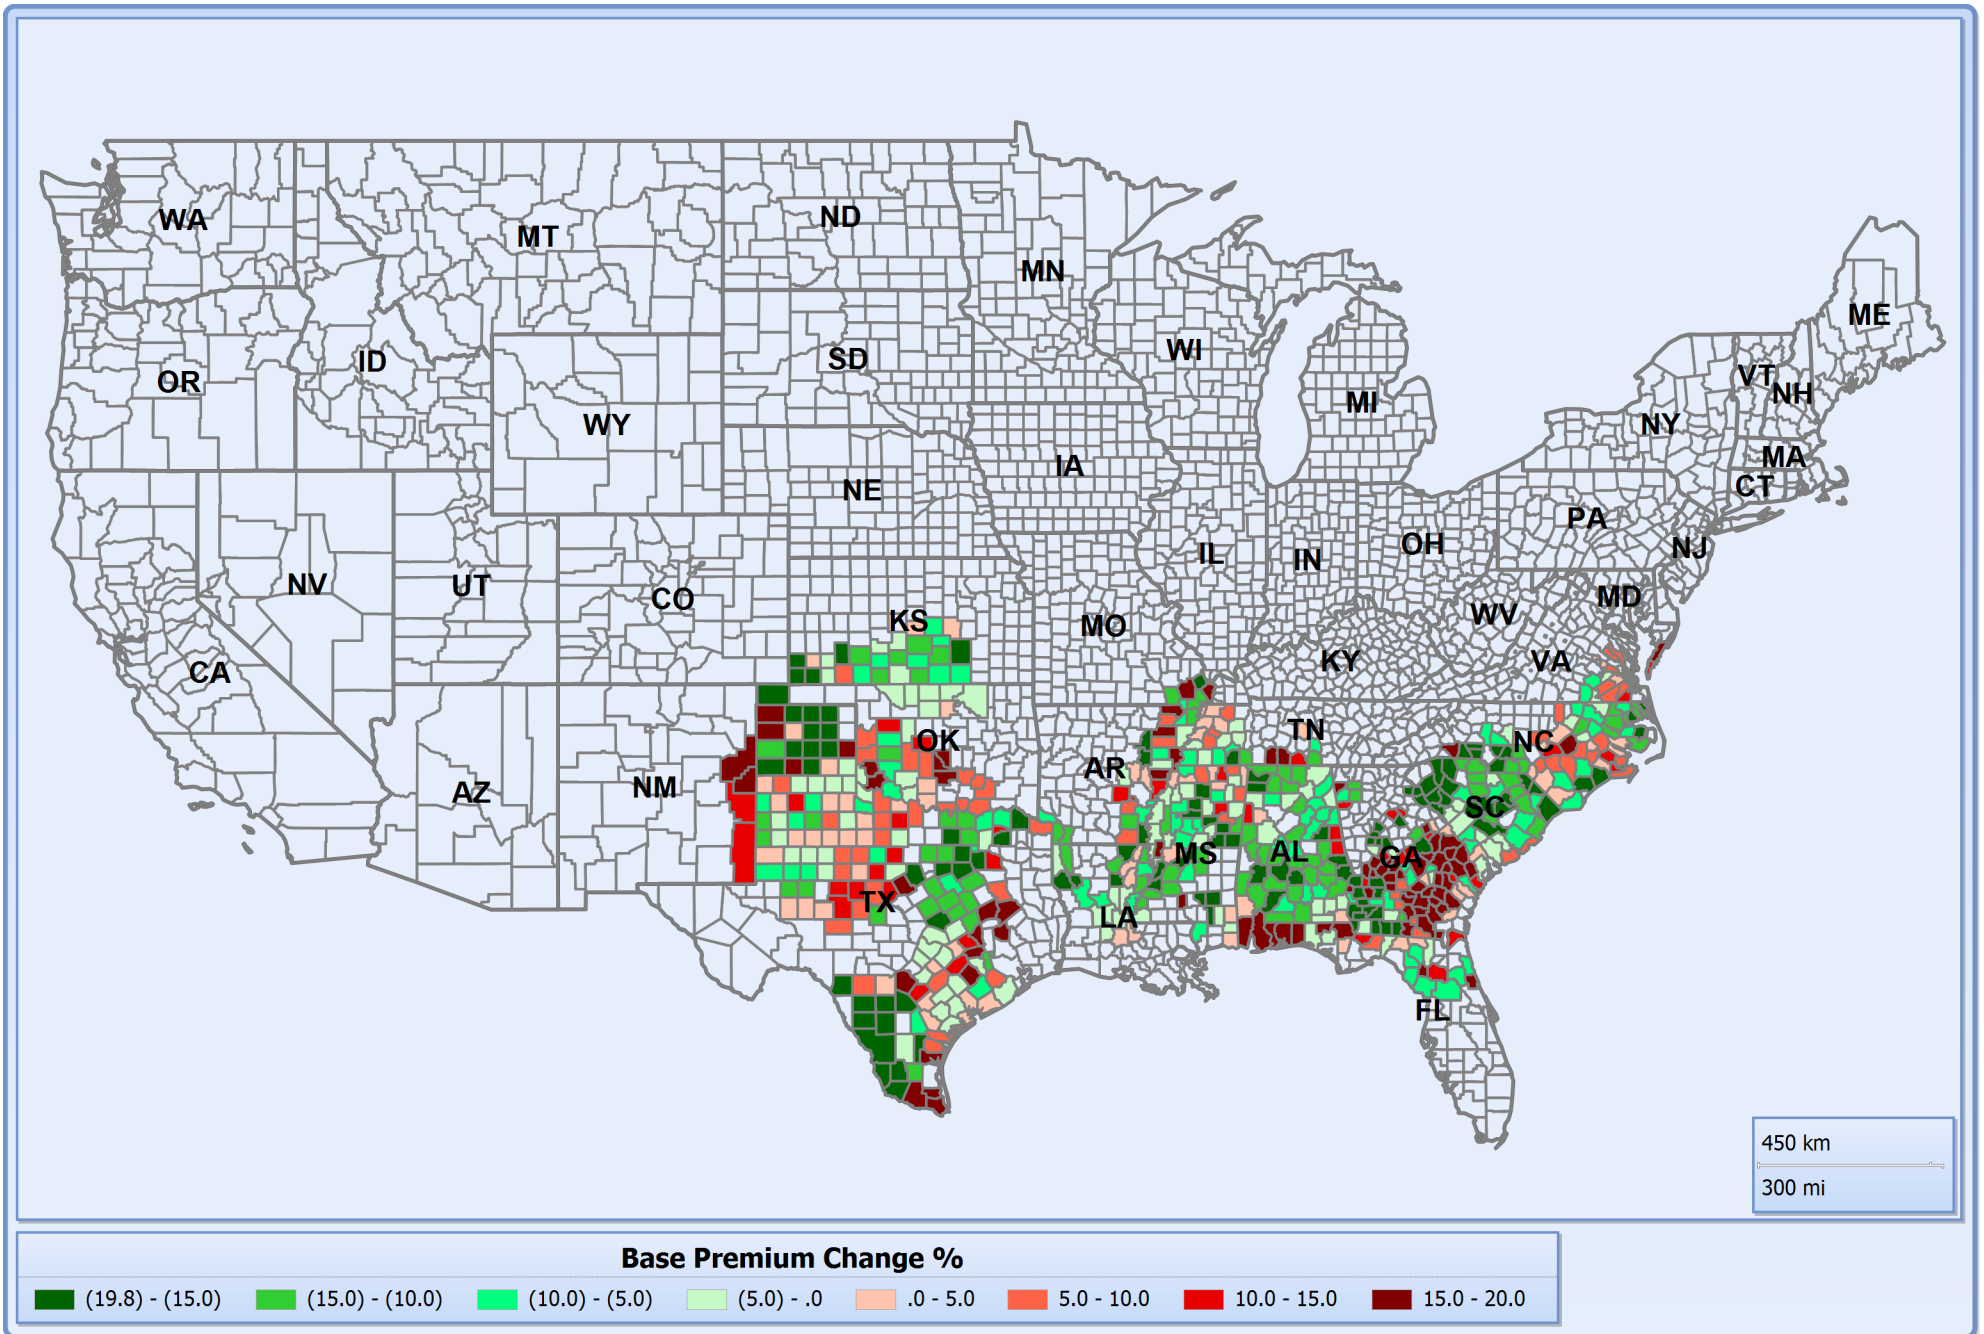 WA
MT
ND
MN
ME
OR
ID
SD
WI
VT
NH
WY
MI
NY
IA
MA
NE
CT
PA
NV
UT
CO
IL
IN
OH
NJ
KS
MO
WV
MD
CA
KY
VA
AZ
NM
OK
AR
TN
NC
SC
TX
LA
MS
AL
GA
FL
450 km
300 mi
Base Premium Change %
(19.8) - (15.0) (15.0) - (10.0) (10.0) - (5.0) (5.0) - .0 .0 - 5.0 5.0 - 10.0 10.0 - 15.0 15.0 - 20.0